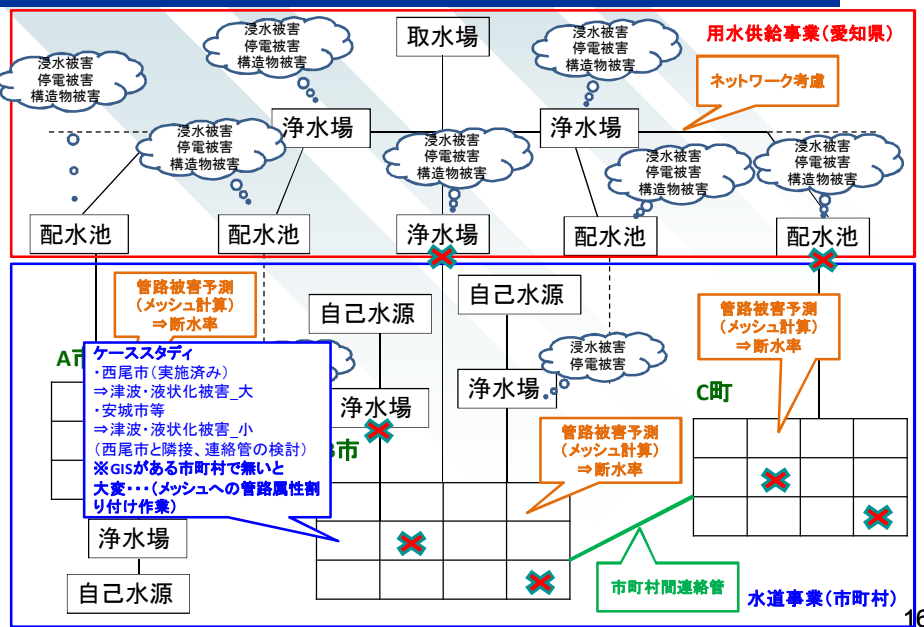 取水場
用水供給事業（愛知県）
浸水被害
停電被害
構造物被害
浸水被害
停電被害
構造物被害
浸水被害
停電被害
構造物被害
ネットワーク考慮
浄水場
浄水場
浸水被害
停電被害
構造物被害
浸水被害
停電被害
構造物被害
浸水被害
停電被害
構造物被害
浸水被害
停電被害
構造物被害
配水池
配水池
浄水場
配水池
配水池
管路被害予測
（メッシュ計算）
⇒断水率
自己水源
自己水源
管路被害予測
（メッシュ計算）
⇒断水率
浸水被害
停電被害
A市
ケーススタディ
・西尾市（実施済み）
⇒津波・液状化被害_大
・安城市等
⇒津波・液状化被害_小
（西尾市と隣接、連絡管の検討）
※GISがある市町村で無いと
大変・・・（メッシュへの管路属性割
り付け作業）
浄水場
浄水場
C町
市
管路被害予測
（メッシュ計算）
⇒断水率
浄水場
自己水源
市町村間連絡管
水道事業（市町村）
16